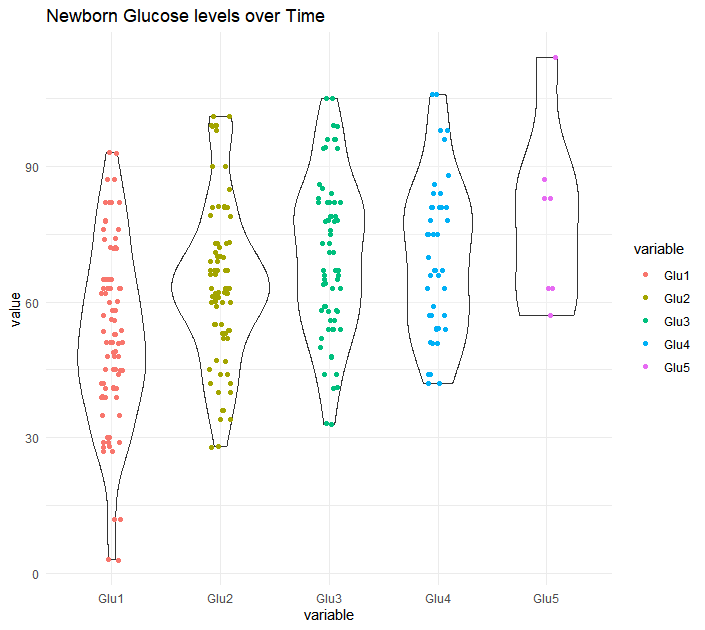 Newborn Glucose levels over Time
value
90
60
30
0
Glu1
Glu2
Glu3
Glu4
Glu5
variable
variable
Glu1
Glu2
Glu3
Glu4
Glu5